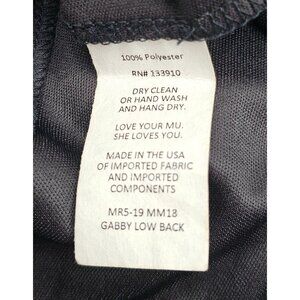 100% Polyester
RN# 133910
DRY CLEAN
OR HAND WASH
AND HANG DRY.
LOVE YOUR MU.
SHE LOVES YOU.
MADE IN THE USA
OF IMPORTED FABRIC
AND IMPORTED
COMPONENTS
MR5-19 MM18
GABBY LOW BACK